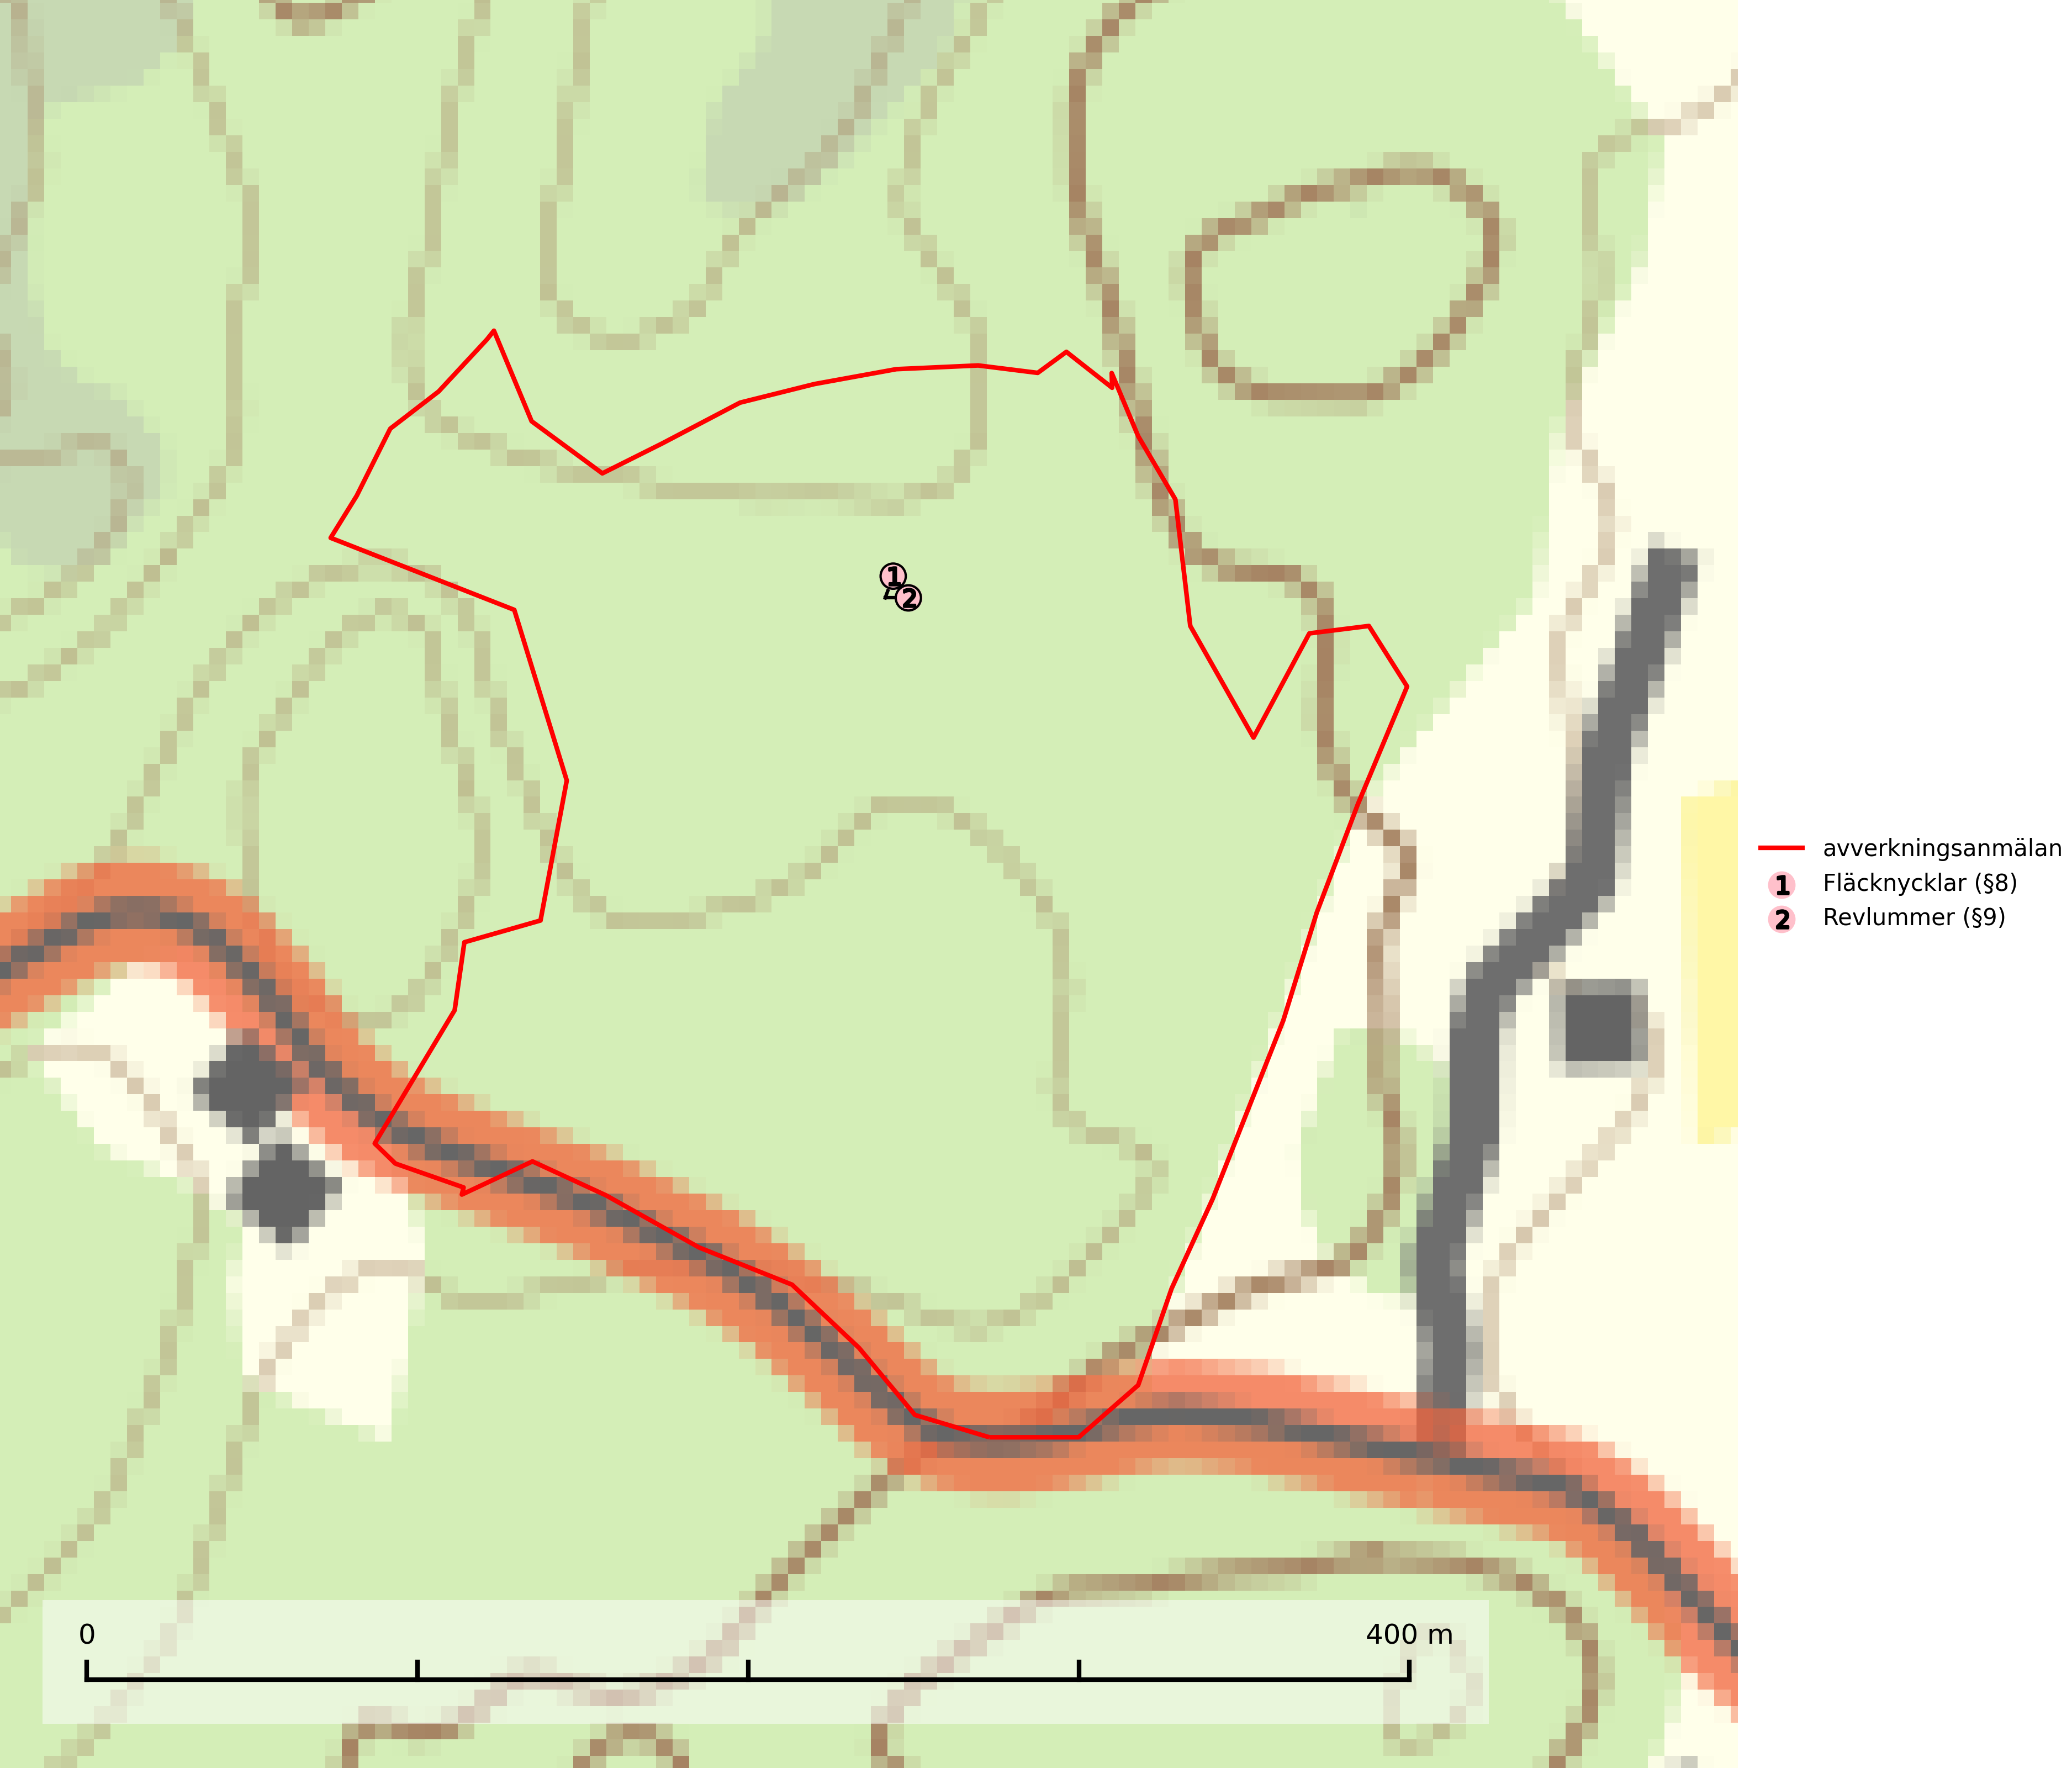 1
2
avverkningsanmälan
1 Fläcknycklar (§8)
2 Revlummer (§9)
0 400 m